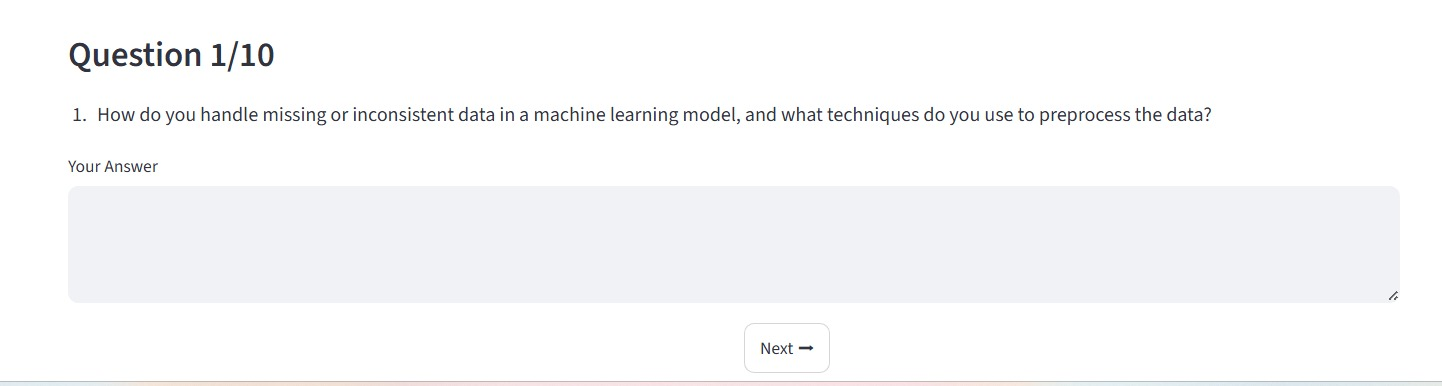 Question 1/10
1. How do you handle missing or inconsistent data in a machine learning model, and what techniques do you use to preprocess the data?
Your Answer
Next ➞